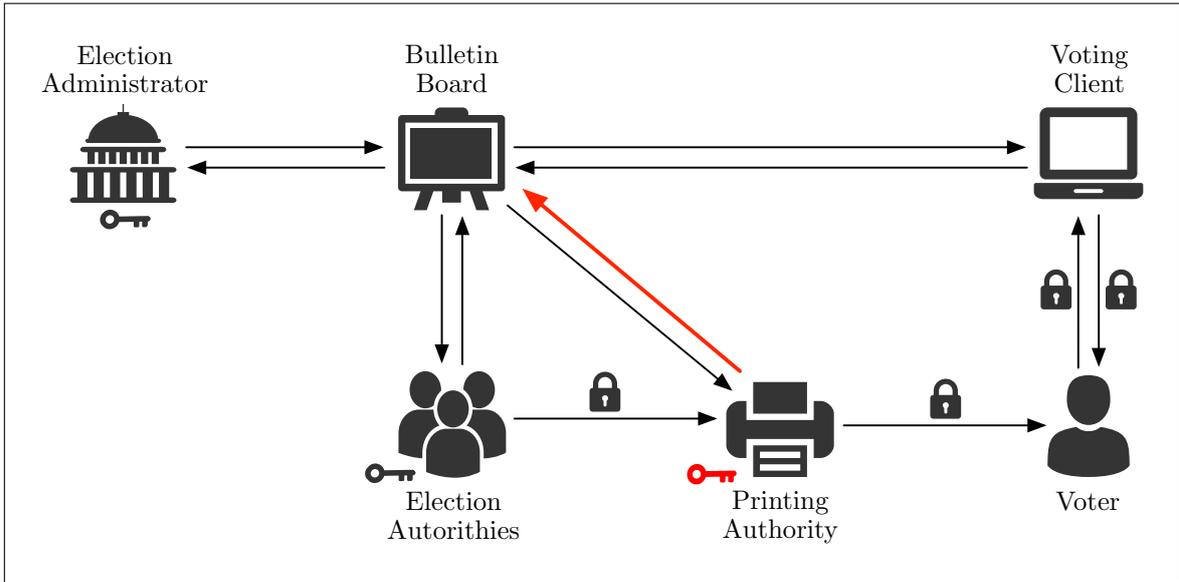 Election
Administrator
Bulletin
Board
Voting
Client
Election
Autorithies
Printing
Authority
Voter